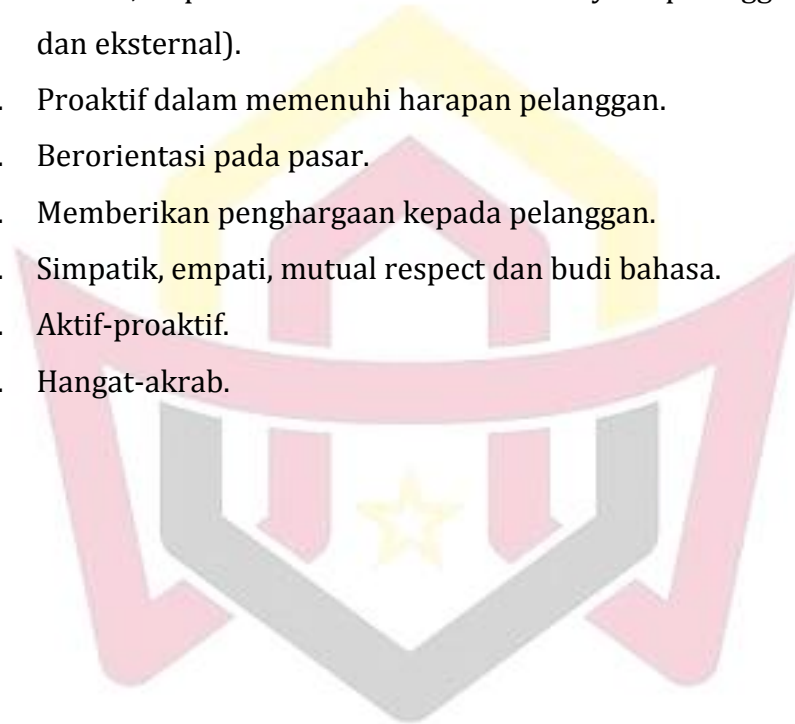 dan eksternal).
. Proaktif dalam memenuhi harapan pelanggan.
. Berorientasi pada pasar.
. Memberikan penghargaan kepada pelanggan.
. Simpatik, empati, mutual respect dan budi bahasa.
. Aktif-proaktif.
. Hangat-akrab.